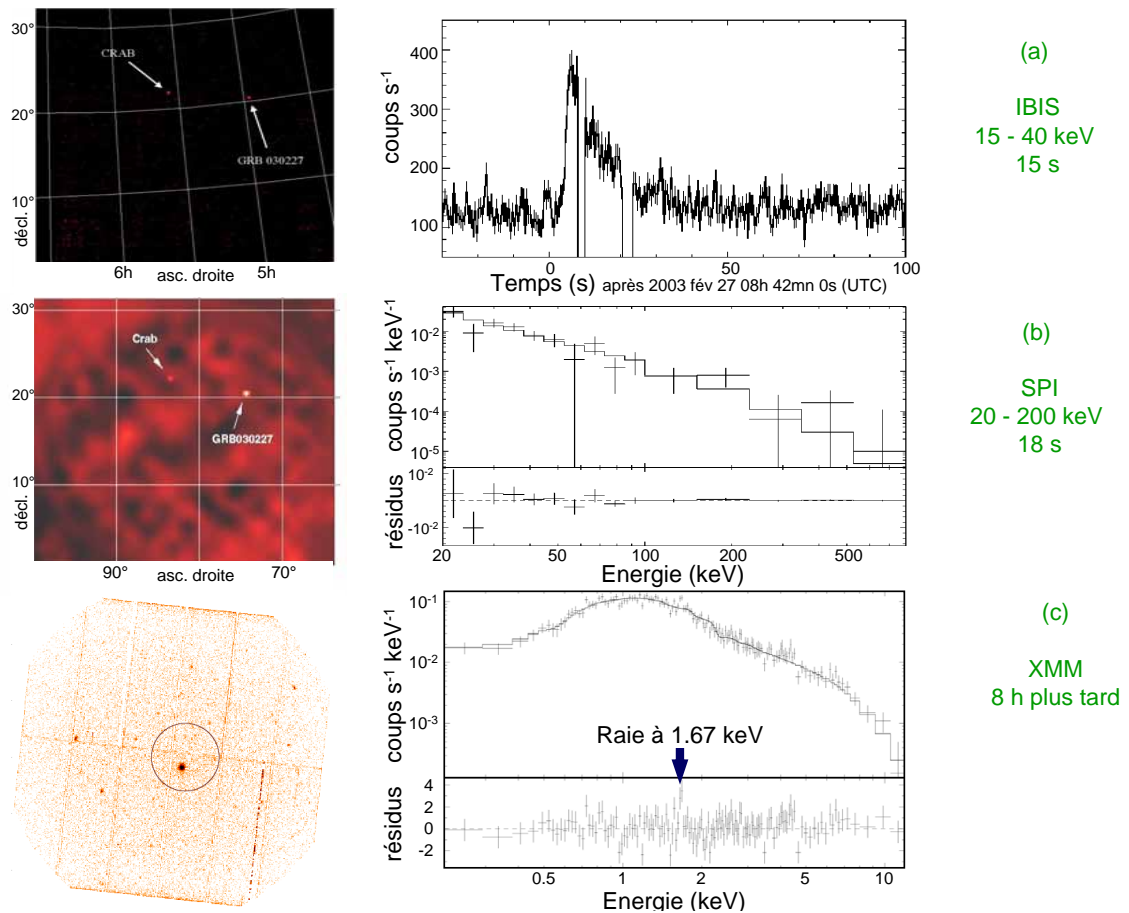 30°
20°
10°
décl.
CRAB
GRB 030227
6h
asc. droite
5h
coups s⁻¹
400
300
200
100
0
50
100
Temps (s) après 2003 fév 27 08h 42mn 0s (UTC)
(a)
IBIS
15 - 40 keV
15 s
30°
20°
10°
décl.
Crab
GRB030227
90°
asc. droite
70°
coups s⁻¹ keV⁻¹
10⁻²
10⁻³
10⁻⁴
10⁻⁵
résidus
10⁻²
0
-10⁻²
20
50
100
200
500
Energie (keV)
(b)
SPI
20 - 200 keV
18 s
coups s⁻¹ keV⁻¹
10⁻¹
10⁻²
10⁻³
Raie à 1.67 keV
résidus
4
2
0
-2
0.5
1
2
5
10
Energie (keV)
(c)
XMM
8 h plus tard